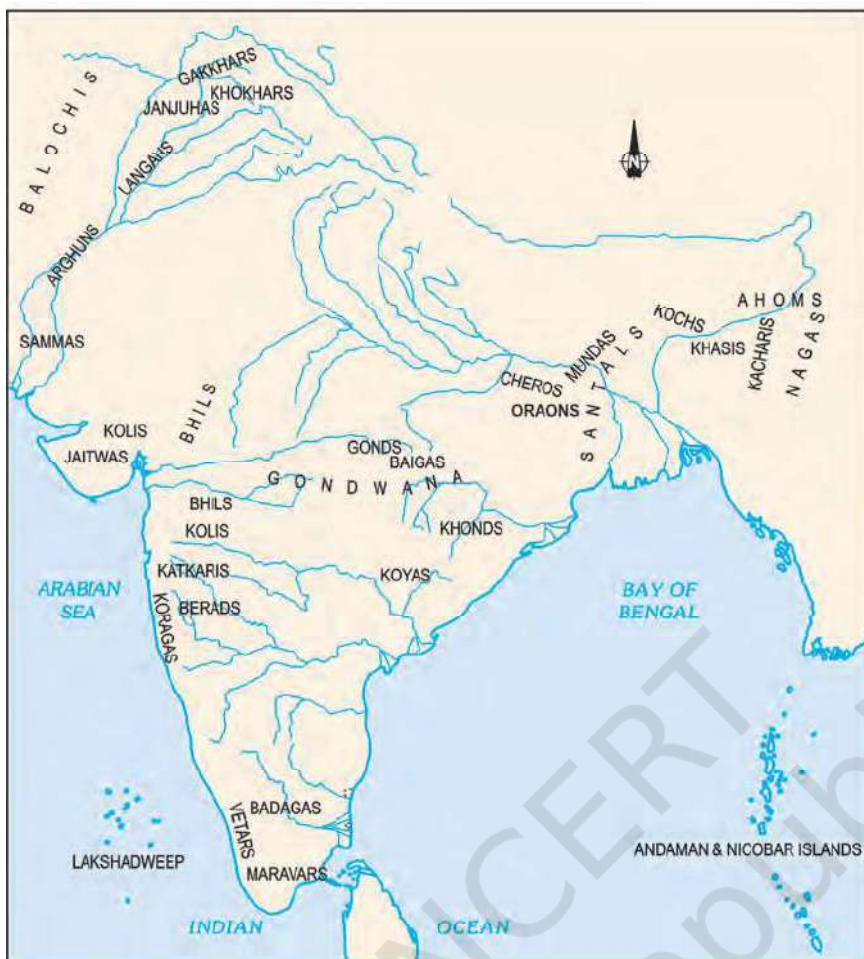 GAKKHARS
KHOKHARS
JANJUHAS
BALOCHIS
LANGAHS
ARGHUNS
SAMMAS
N
AHOMS
KOCHS
KHASIS
KACHARIS
NAGAS
MUNDAS
CHEROS
SANTALS
ORAONS
KOLIS
BHILS
JAITWAS
GONDS
BAIGAS
GONDWANA
BHILS
KHONDS
KOLIS
KATKARIS
KOYAS
ARABIAN
SEA
BAY OF
BENGAL
KORAGAS
BERADS
BADAGAS
VETARS
MARAVARS
LAKSHADWEEP
ANDAMAN & NICOBAR ISLANDS
INDIAN OCEAN
NCERT